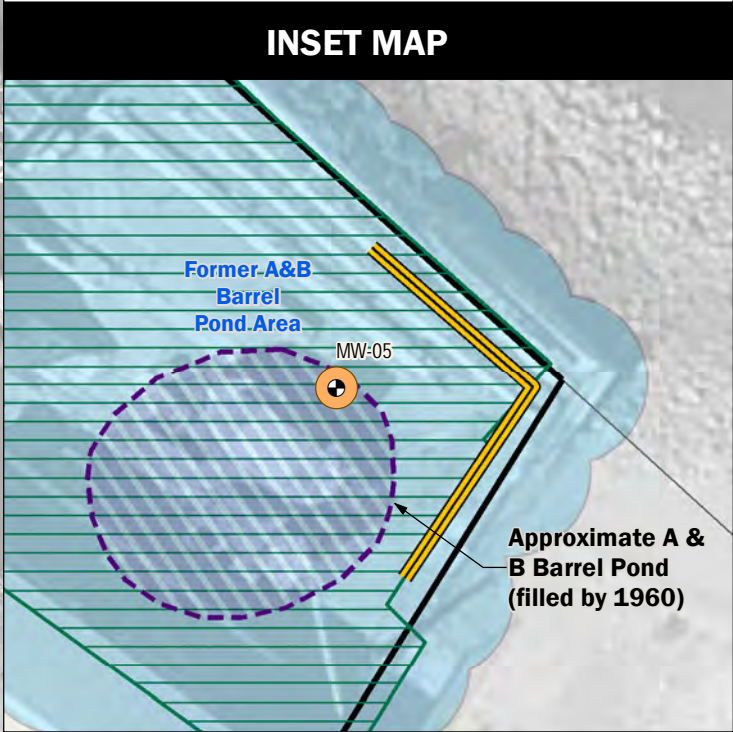 INSET MAP
Former A&B
Barrel
Pond Area
MW-05
Approximate A &
B Barrel Pond
(filled by 1960)